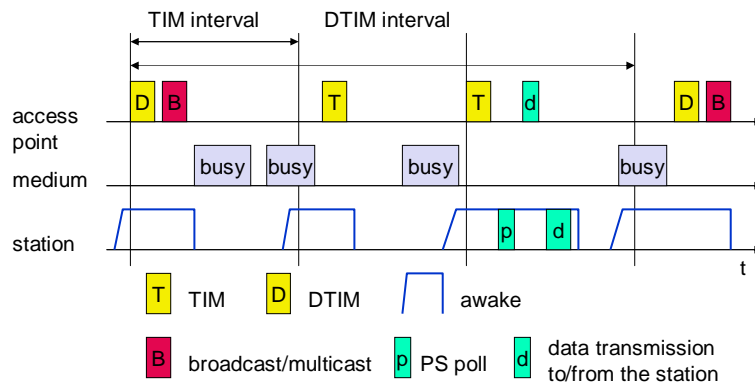 TIM interval DTIM interval
D B T T d D B
access
point
busy busy busy busy
medium
p d
station
t
T TIM D DTIM awake
B broadcast/multicast p PS poll d data transmission
to/from the station